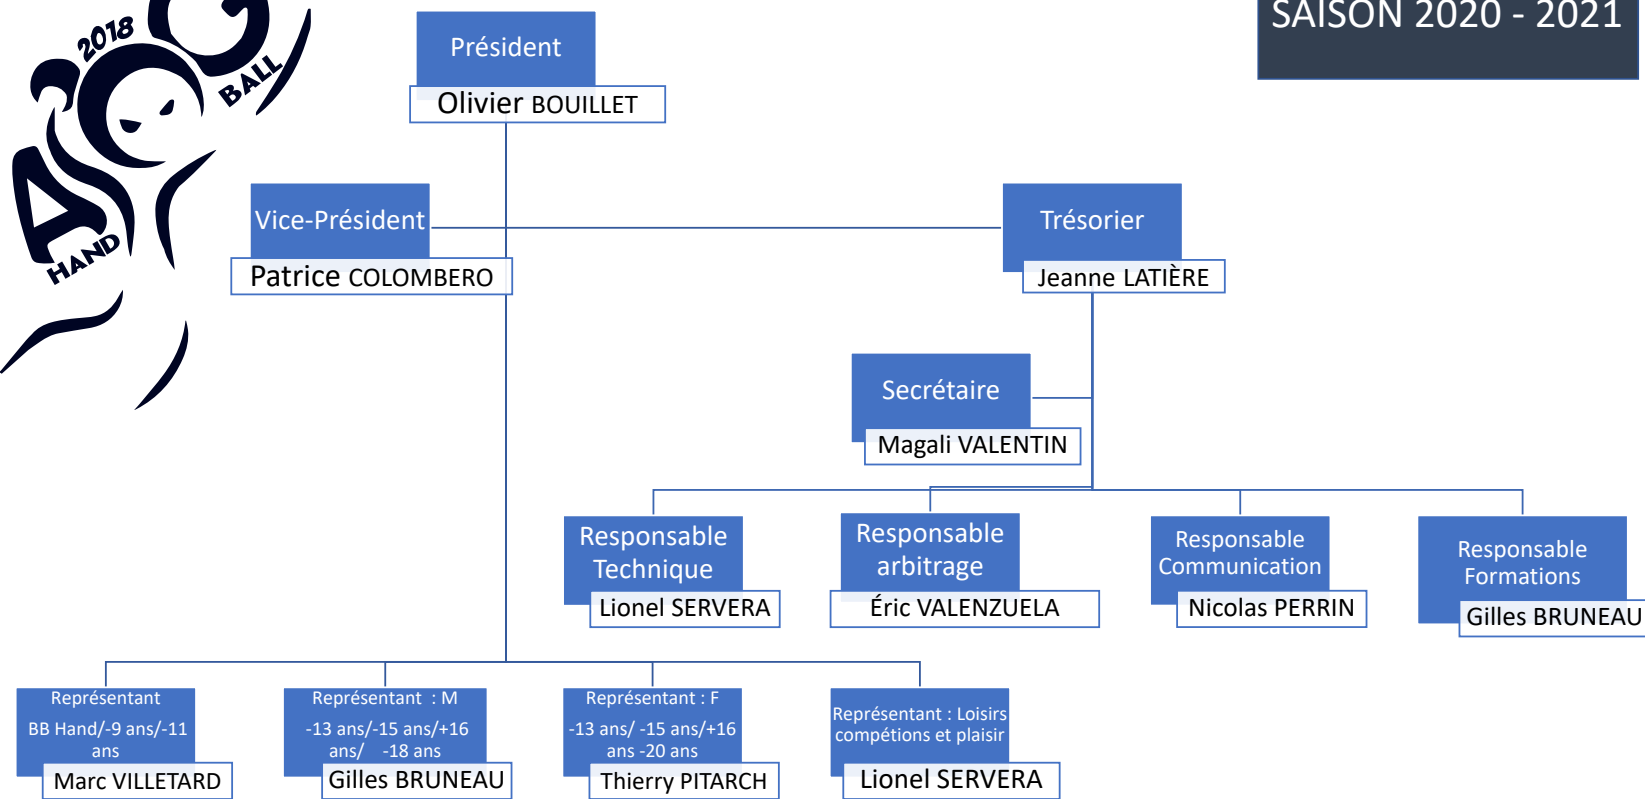 2018
HAND
BALL
SAISON 2020 - 2021
Président
Olivier BOUILLET
Vice-Président
Patrice COLOMBERO
Trésorier
Jeanne LATIÈRE
Secrétaire
Magali VALENTIN
Responsable
Technique
Lionel SERVERA
Responsable
arbitrage
Éric VALENZUELA
Responsable
Communication
Nicolas PERRIN
Responsable
Formations
Gilles BRUNEAU
Représentant
BB Hand/-9 ans/-11
ans
Marc VILLETARD
Représentant : M
-13 ans/-15 ans/+16
ans/ -18 ans
Gilles BRUNEAU
Représentant : F
-13 ans/ -15 ans/+16
ans -20 ans
Thierry PITARCH
Représentant : Loisirs
compétions et plaisir
Lionel SERVERA